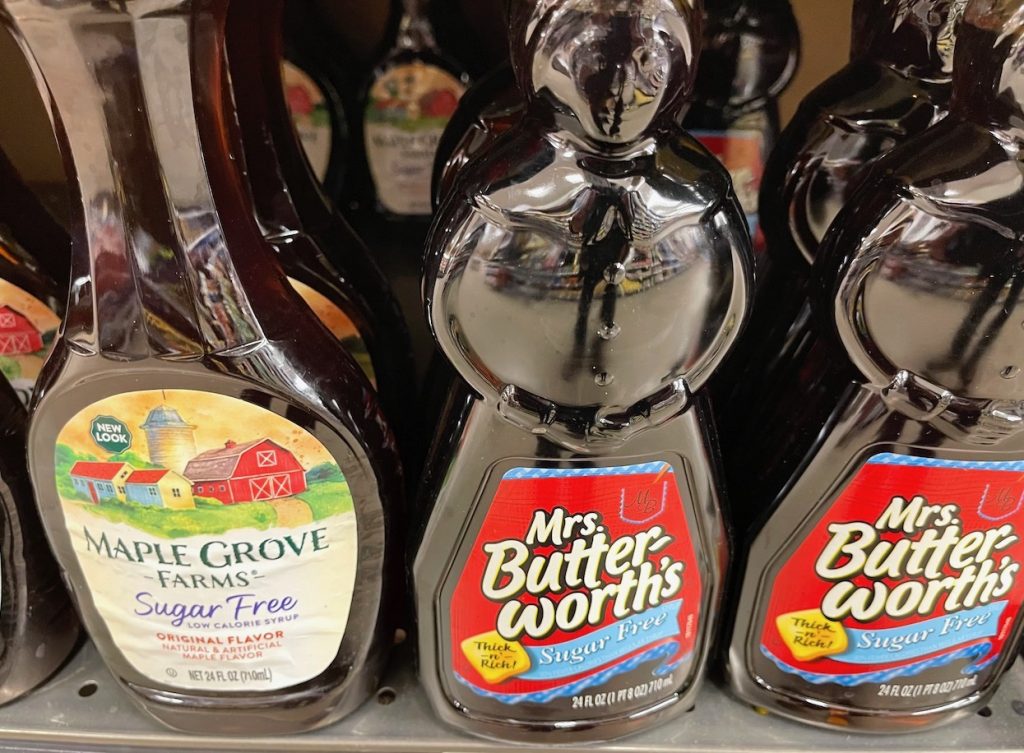 NEW
LOOK
MAPLE GROVE
-FARMS®-
Sugar Free
LOW CALORIE SYRUP
ORIGINAL FLAVOR
NATURAL & ARTIFICIAL
MAPLE FLAVOR
NET 24 FL OZ (710mL)
Mrs.
Butter-
worth's
Thick
-n'-
Rich!
Sugar Free
24 FL OZ (1 PT 8 OZ) 710 mL
Mrs.
Butter-
worth's
Thick
-n'-
Rich!
Sugar Free
24 FL OZ (1 PT 8 OZ) 710 mL